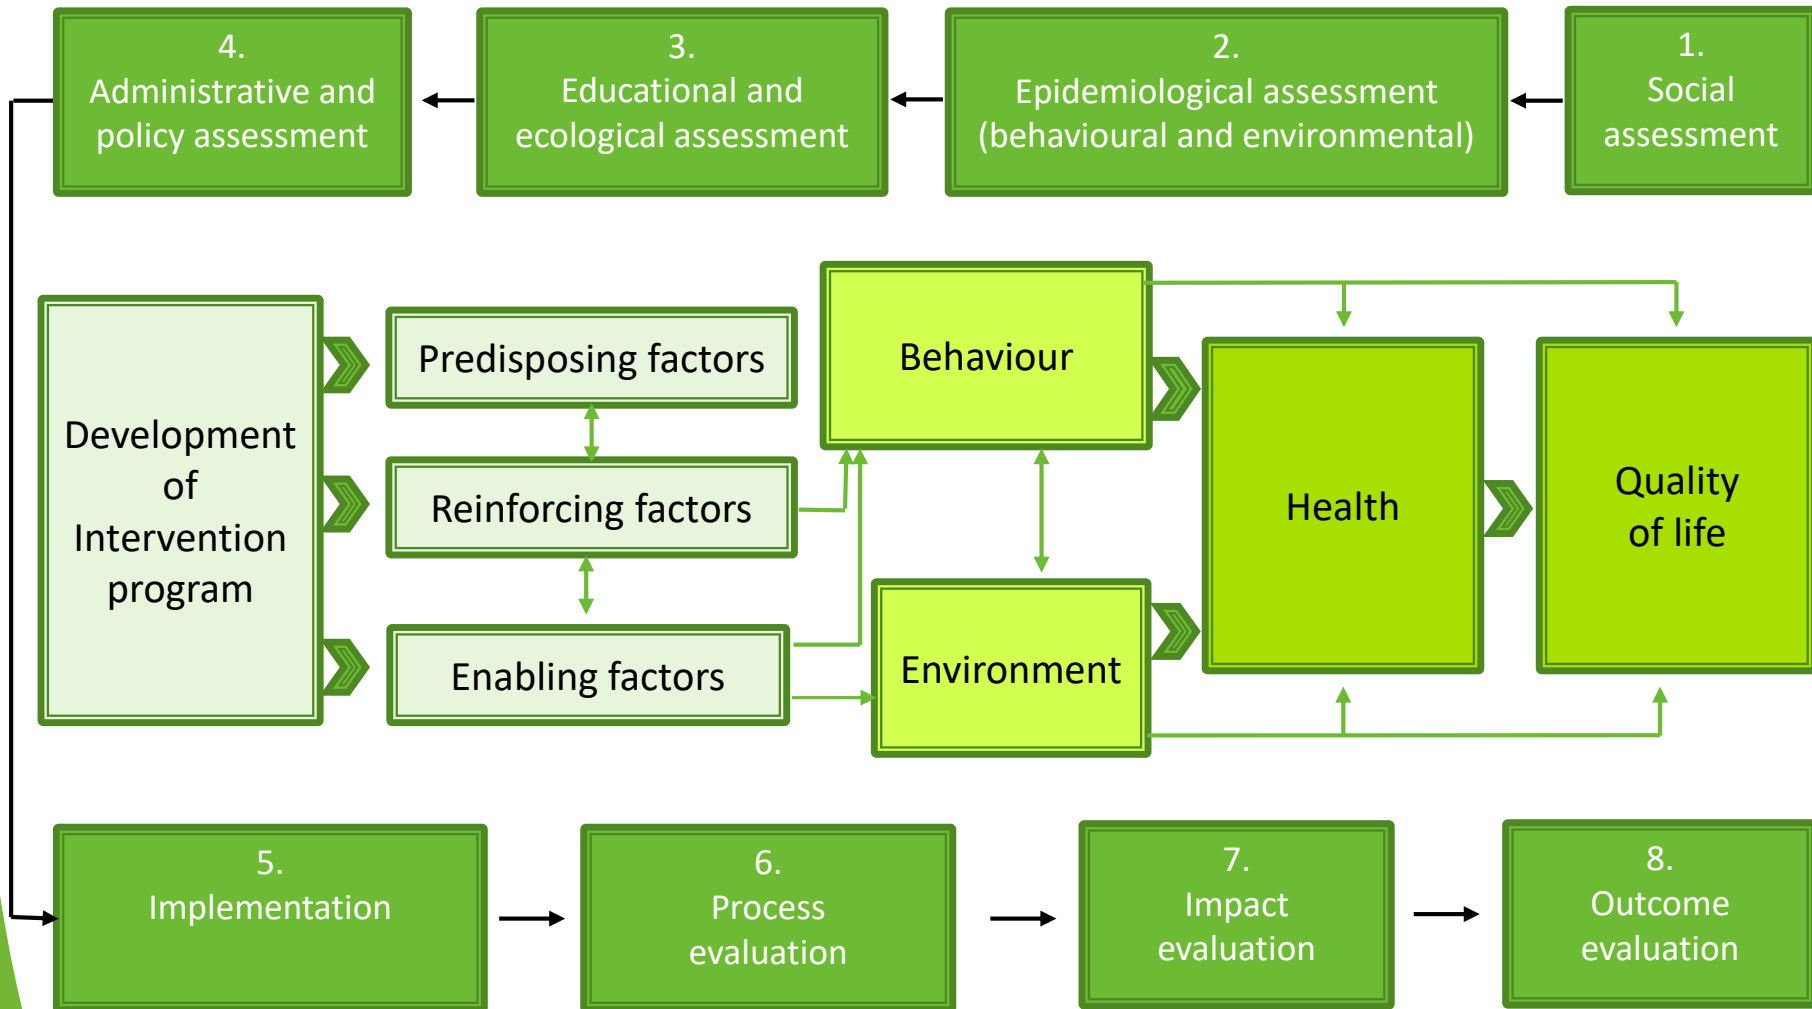 4.
Administrative and
policy assessment
3.
Educational and
ecological assessment
2.
Epidemiological assessment
(behavioural and environmental)
1.
Social
assessment
Development
of
Intervention
program
Predisposing factors
Reinforcing factors
Enabling factors
Behaviour
Environment
Health
Quality
of life
5.
Implementation
6.
Process
evaluation
7.
Impact
evaluation
8.
Outcome
evaluation